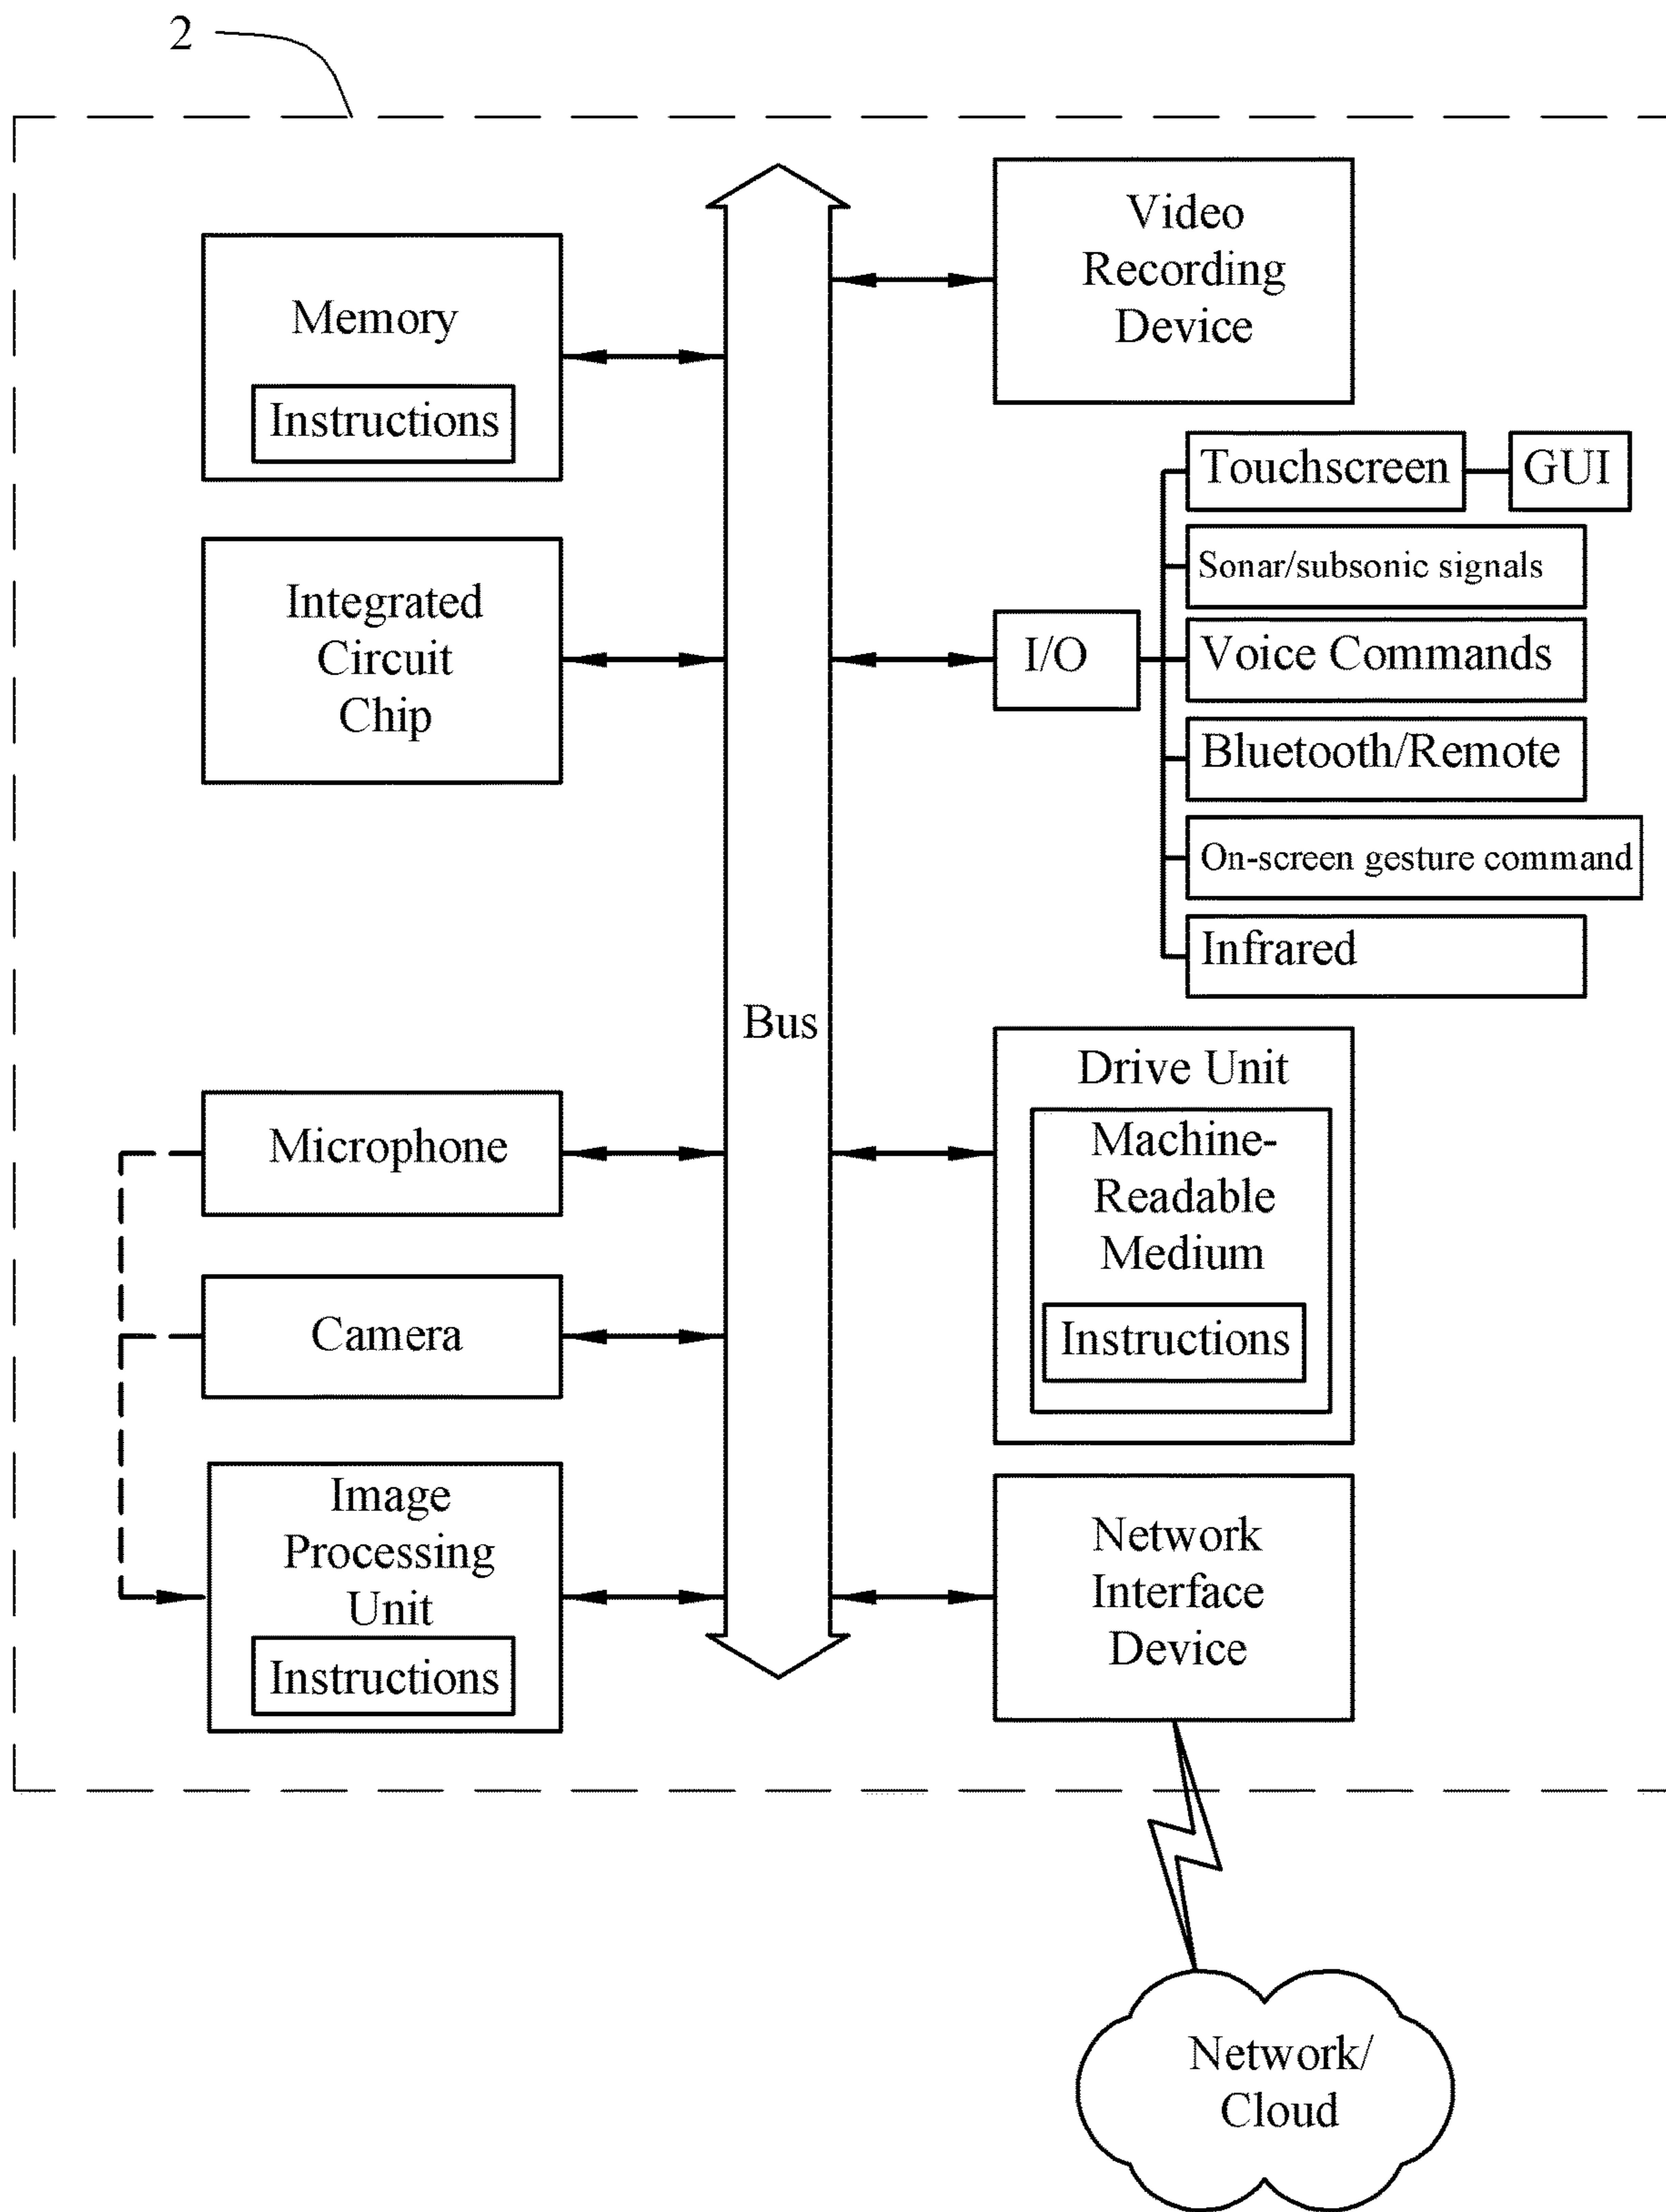 2
Memory
Instructions
Integrated
Circuit
Chip
Microphone
Camera
Image
Processing
Unit
Instructions
Bus
Video
Recording
Device
I/O
Touchscreen
GUI
Sonar/subsonic signals
Voice Commands
Bluetooth/Remote
On-screen gesture command
Infrared
Drive Unit
Machine-
Readable
Medium
Instructions
Network
Interface
Device
Network/
Cloud